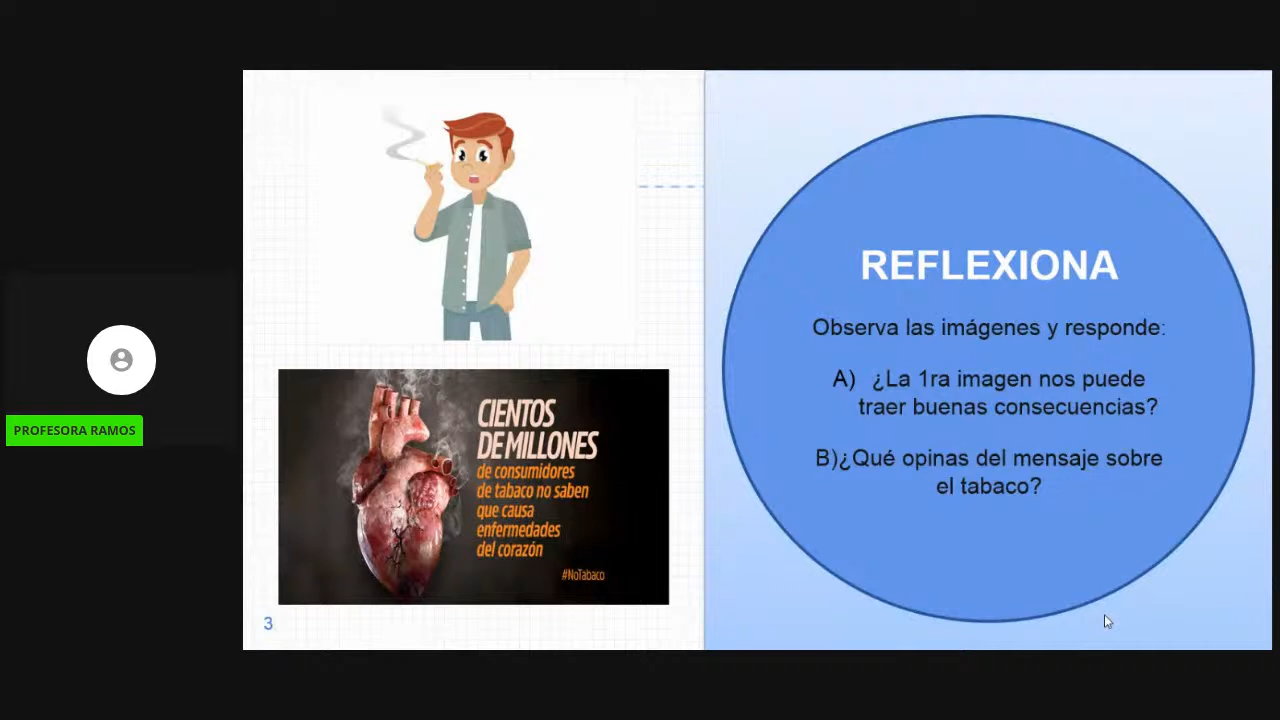 PROFESORA RAMOS
CIENTOS
DE MILLONES
de consumidores
de tabaco no saben
que causa
enfermedades
del corazón
#NoTabaco
3
REFLEXIONA
Observa las imágenes y responde:
A) ¿La 1ra imagen nos puede
traer buenas consecuencias?
B)¿Qué opinas del mensaje sobre
el tabaco?